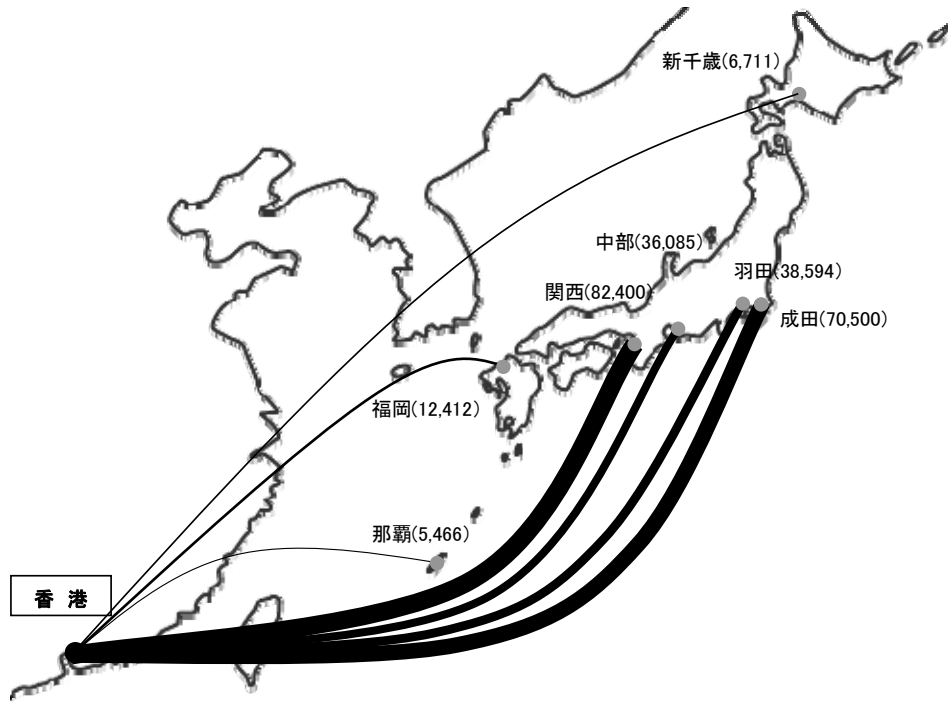 新千歳(6,711)
中部(36,085)
羽田(38,594)
関西(82,400)
成田(70,500)
福岡(12,412)
那覇(5,466)
香 港